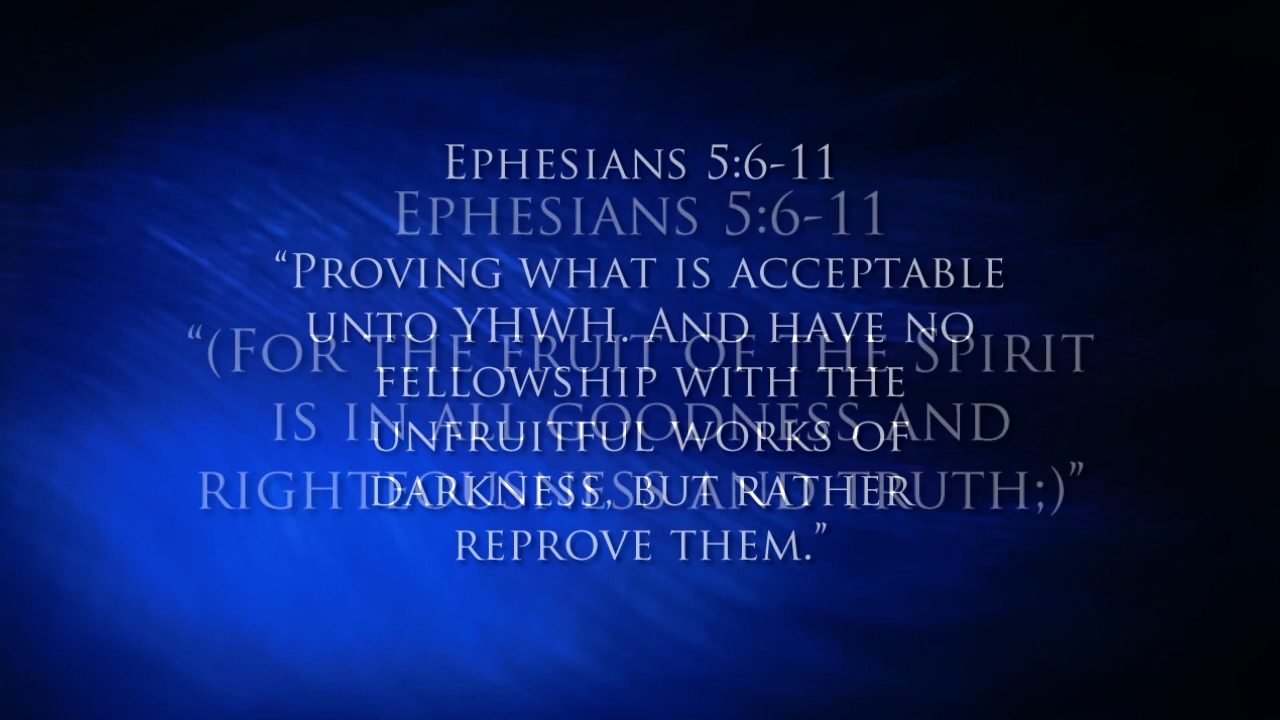 Ephesians 5:6-11
Ephesians 5:6-11
“Proving what is acceptable
unto YHWH. And have no
“(For the fruit of the Spirit
fellowship with the
is in all goodness and
unfruitful works of
righteousness and truth;)”
darkness, but rather
reprove them.”